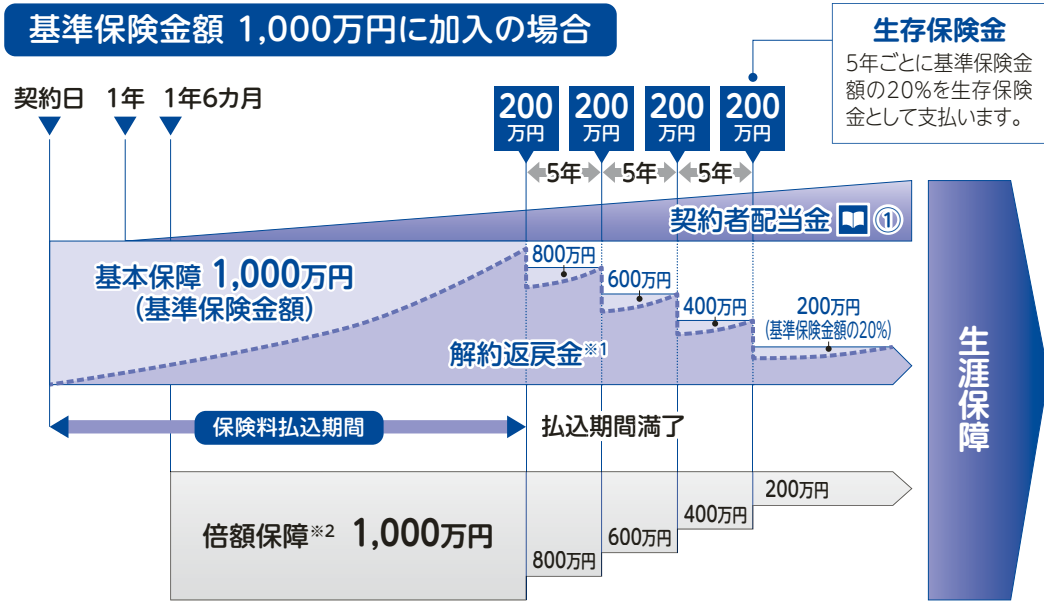 基準保険金額 1,000万円に加入の場合
生存保険金
5年ごとに基準保険金
額の20%を生存保険
金として支払います。
契約日 1年 1年6カ月
200 200 200 200
万円 万円 万円 万円
5年 5年 5年
契約者配当金 ①
基本保障 1,000万円
(基準保険金額)
800万円
600万円
400万円
200万円
(基準保険金額の20%)
解約返戻金※1
生涯保障
保険料払込期間
払込期間満了
倍額保障※2 1,000万円
800万円
600万円
400万円
200万円